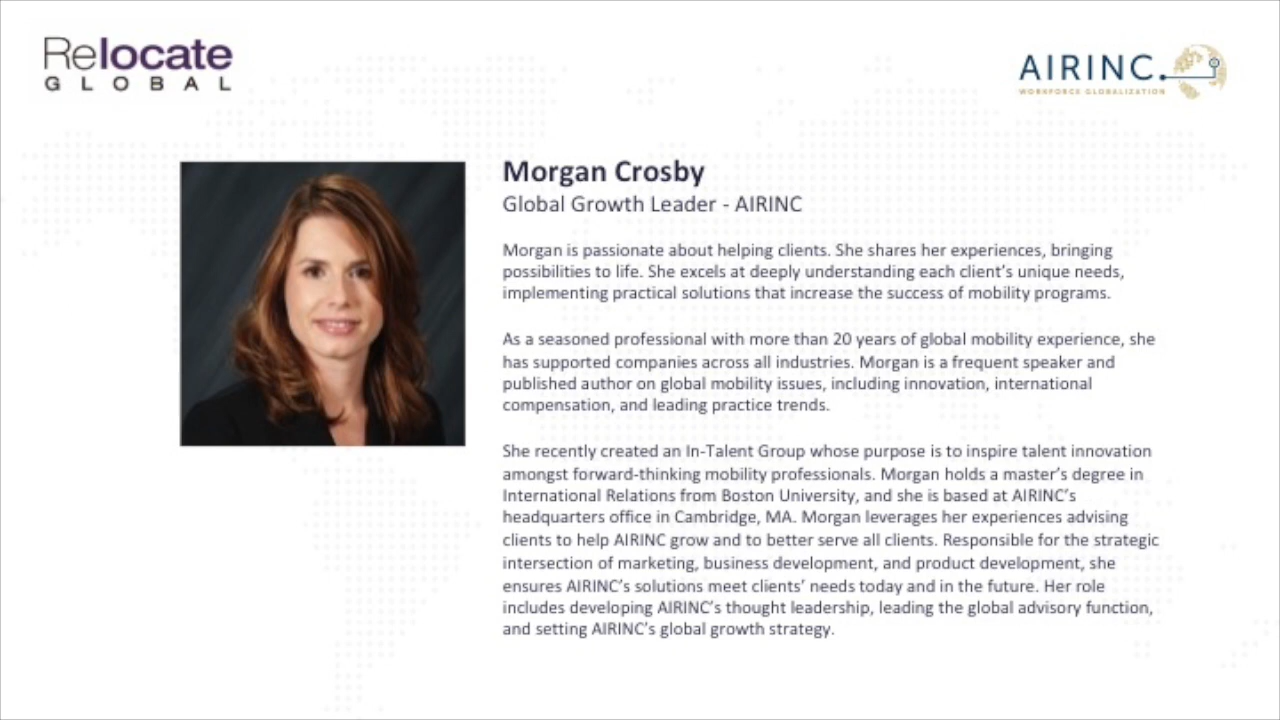 Relocate
GLOBAL
AIRINC.
WORKFORCE GLOBALIZATION
Morgan Crosby
Global Growth Leader - AIRINC
Morgan is passionate about helping clients. She shares her experiences, bringing
possibilities to life. She excels at deeply understanding each client’s unique needs,
implementing practical solutions that increase the success of mobility programs.
As a seasoned professional with more than 20 years of global mobility experience, she
has supported companies across all industries. Morgan is a frequent speaker and
published author on global mobility issues, including innovation, international
compensation, and leading practice trends.
She recently created an In-Talent Group whose purpose is to inspire talent innovation
amongst forward-thinking mobility professionals. Morgan holds a master’s degree in
International Relations from Boston University, and she is based at AIRINC’s
headquarters office in Cambridge, MA. Morgan leverages her experiences advising
clients to help AIRINC grow and to better serve all clients. Responsible for the strategic
intersection of marketing, business development, and product development, she
ensures AIRINC’s solutions meet clients’ needs today and in the future. Her role
includes developing AIRINC’s thought leadership, leading the global advisory function,
and setting AIRINC’s global growth strategy.